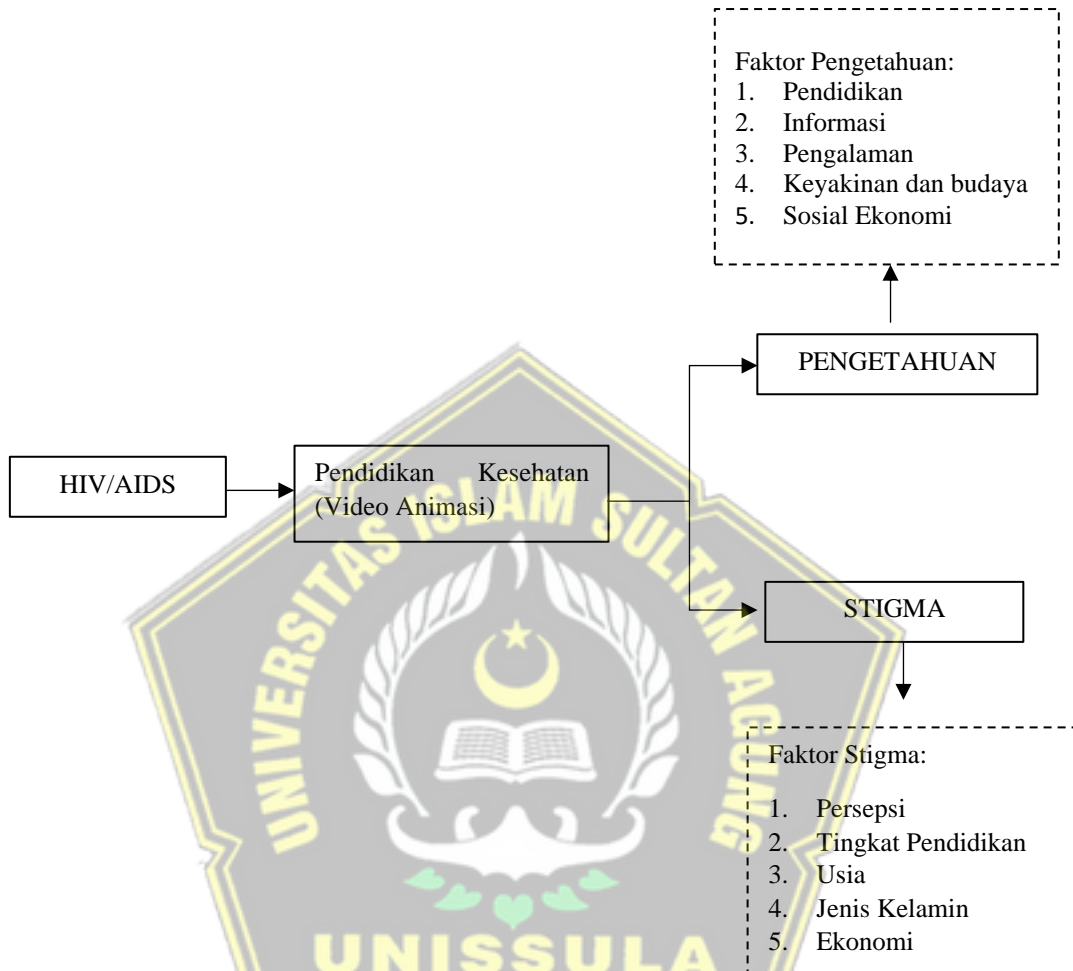 Faktor Pengetahuan:
1. Pendidikan
2. Informasi
3. Pengalaman
4. Keyakinan dan budaya
5. Sosial Ekonomi
PENGETAHUAN
HIV/AIDS
Pendidikan Kesehatan
(Video Animasi)
STIGMA
Faktor Stigma:
1. Persepsi
2. Tingkat Pendidikan
3. Usia
4. Jenis Kelamin
5. Ekonomi
UNIVERSITAS ISLAM SULTAN AGUNG
UNISSULA